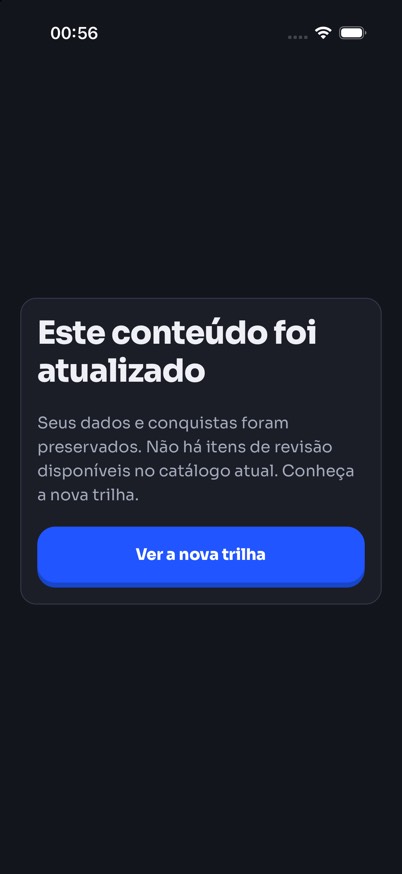 00:56
Este conteúdo foi
atualizado
Seus dados e conquistas foram
preservados. Não há itens de revisão
disponíveis no catálogo atual. Conheça
a nova trilha.
Ver a nova trilha